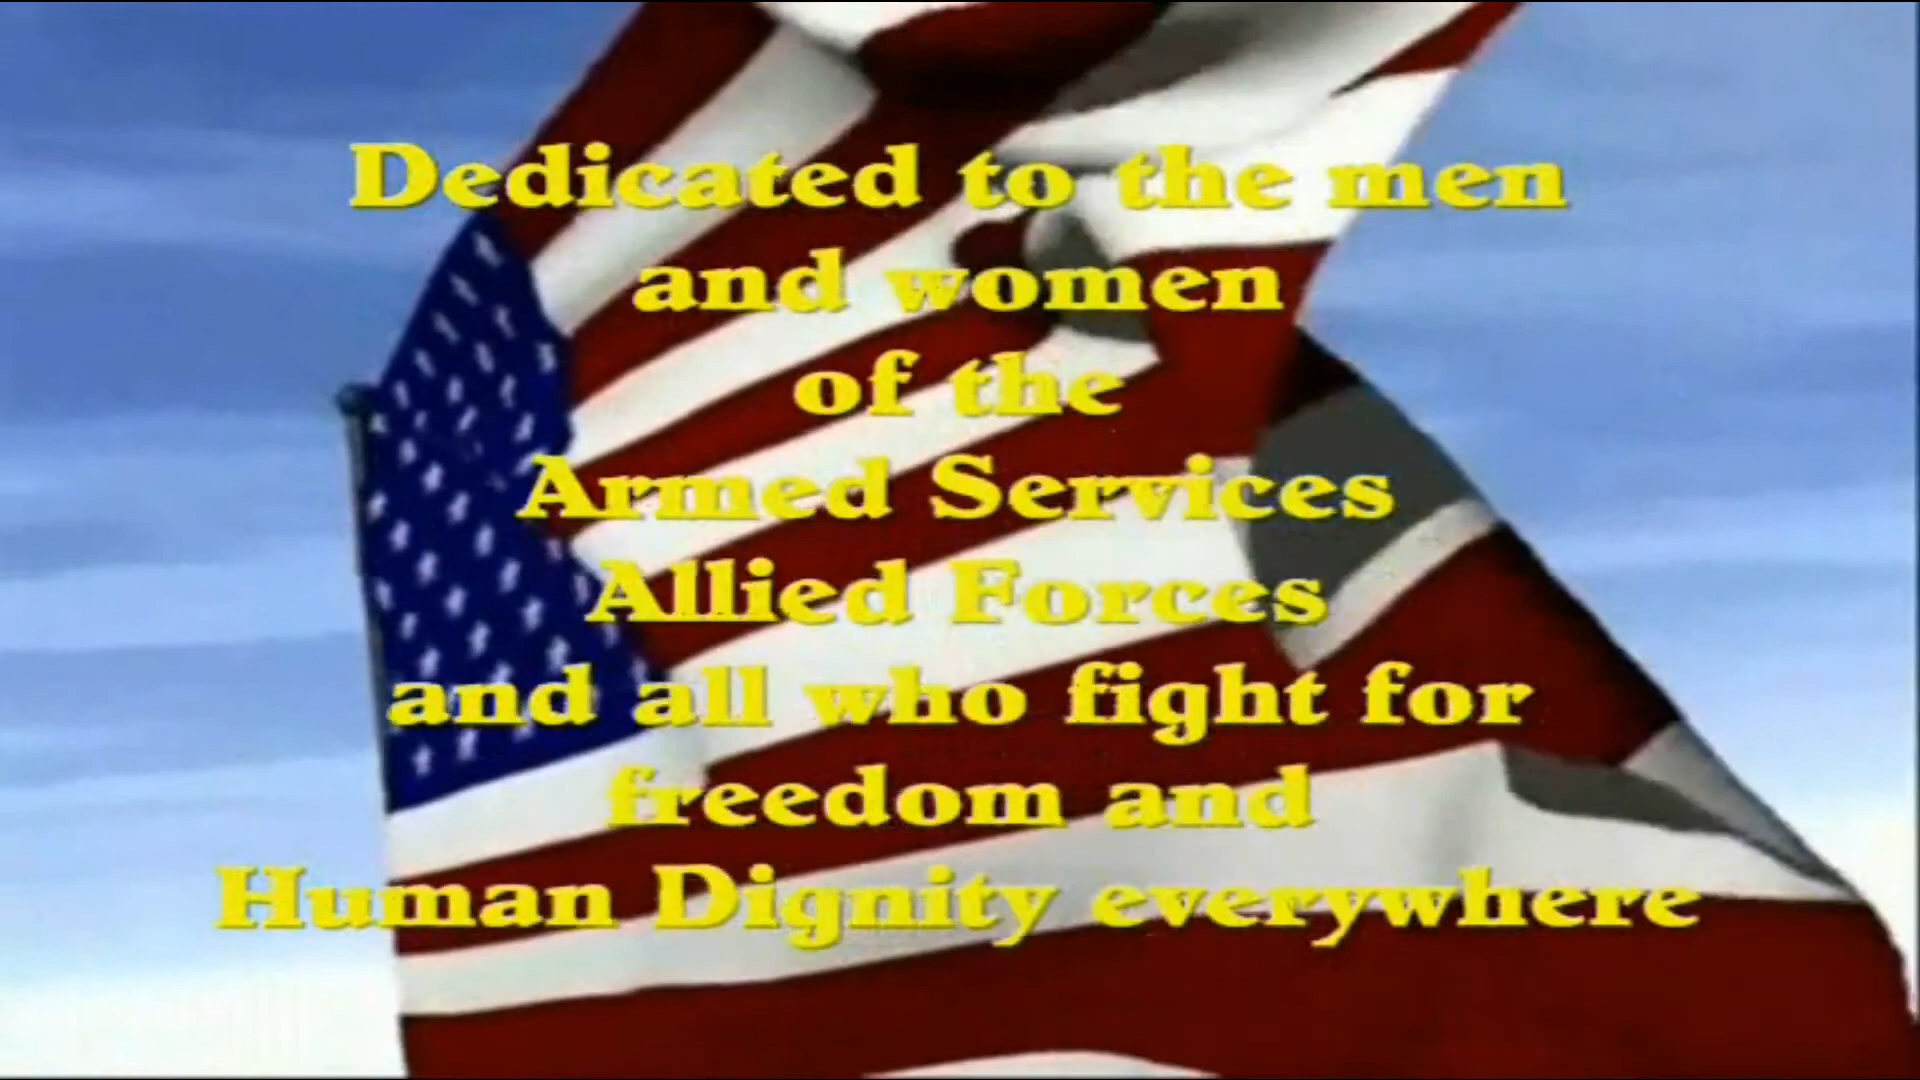 Dedicated to the men
and women
of the
Armed Services
Allied Forces
and all who fight for
freedom and
Human Dignity everywhere